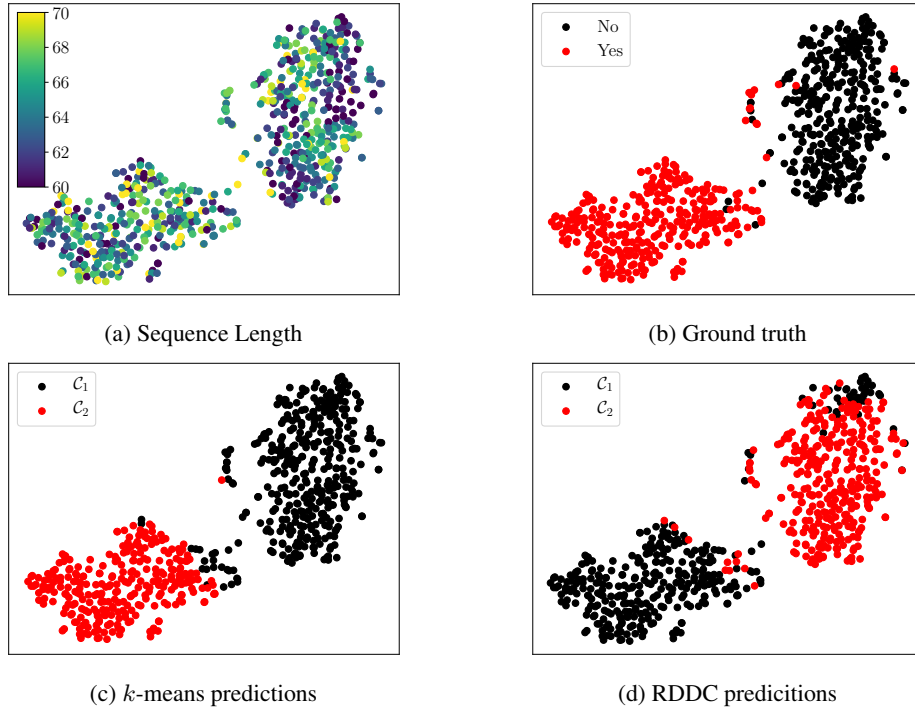 70
68
66
64
62
60
(a) Sequence Length
No
Yes
(b) Ground truth
C₁
C₂
(c) k-means predictions
C₁
C₂
(d) RDDC predicitions